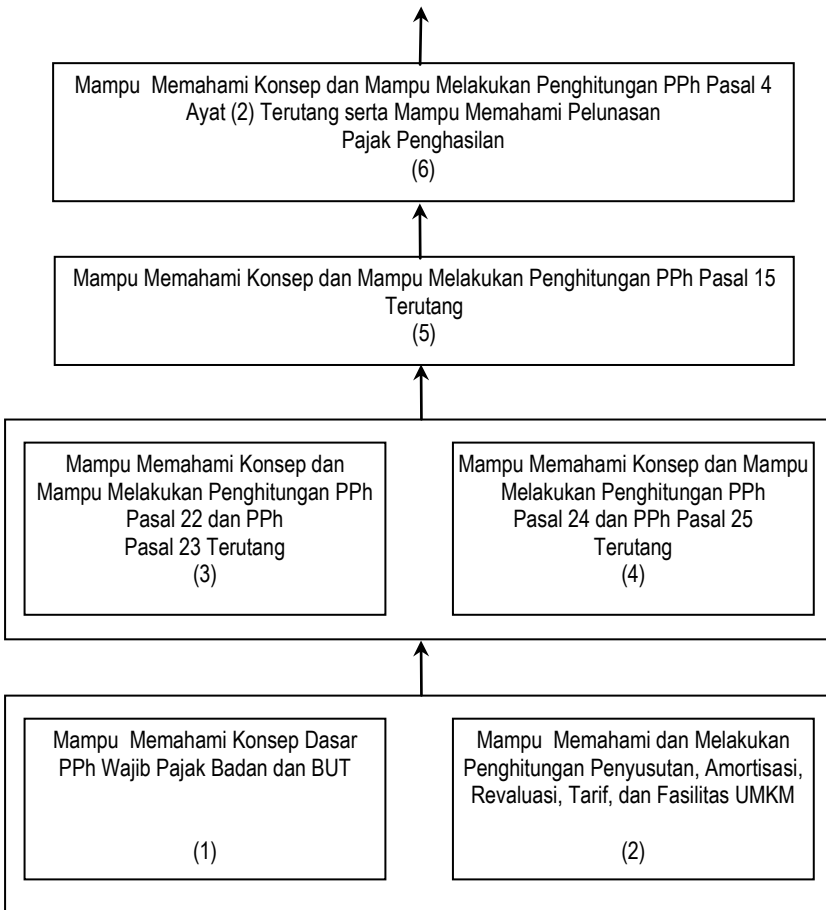 Mampu Memahami Konsep dan Mampu Melakukan Penghitungan PPh Pasal 4
Ayat (2) Terutang serta Mampu Memahami Pelunasan
Pajak Penghasilan
(6)
Mampu Memahami Konsep dan Mampu Melakukan Penghitungan PPh Pasal 15
Terutang
(5)
Mampu Memahami Konsep dan
Mampu Melakukan Penghitungan PPh
Pasal 22 dan PPh
Pasal 23 Terutang
(3)
Mampu Memahami Konsep dan Mampu
Melakukan Penghitungan PPh
Pasal 24 dan PPh Pasal 25
Terutang
(4)
Mampu Memahami Konsep Dasar
PPh Wajib Pajak Badan dan BUT
(1)
Mampu Memahami dan Melakukan
Penghitungan Penyusutan, Amortisasi,
Revaluasi, Tarif, dan Fasilitas UMKM
(2)